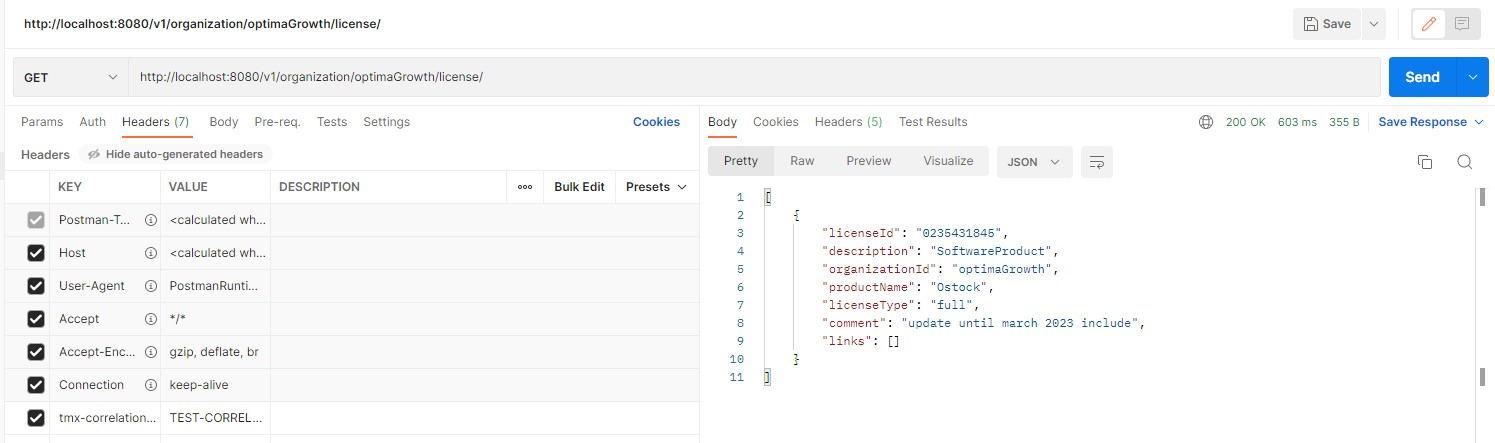 http://localhost:8080/v1/organization/optimaGrowth/license/
Save
GET
http://localhost:8080/v1/organization/optimaGrowth/license/
Send
Params Auth Headers (7) Body Pre-req. Tests Settings Cookies
Headers Hide auto-generated headers
KEY VALUE DESCRIPTION ooo Bulk Edit Presets
Postman-T... <calculated wh...
Host <calculated wh...
User-Agent PostmanRunti...
Accept */*
Accept-Enc... gzip, deflate, br
Connection keep-alive
tmx-correlation... TEST-CORREL...
Body Cookies Headers (5) Test Results 200 OK 603 ms 355 B Save Response
Pretty Raw Preview Visualize JSON
1 [
2 {
3 "licenseId": "0235431845",
4 "description": "SoftwareProduct",
5 "organizationId": "optimaGrowth",
6 "productName": "Ostock",
7 "licenseType": "full",
8 "comment": "update until march 2023 include",
9 "links": []
10 }
11 ]